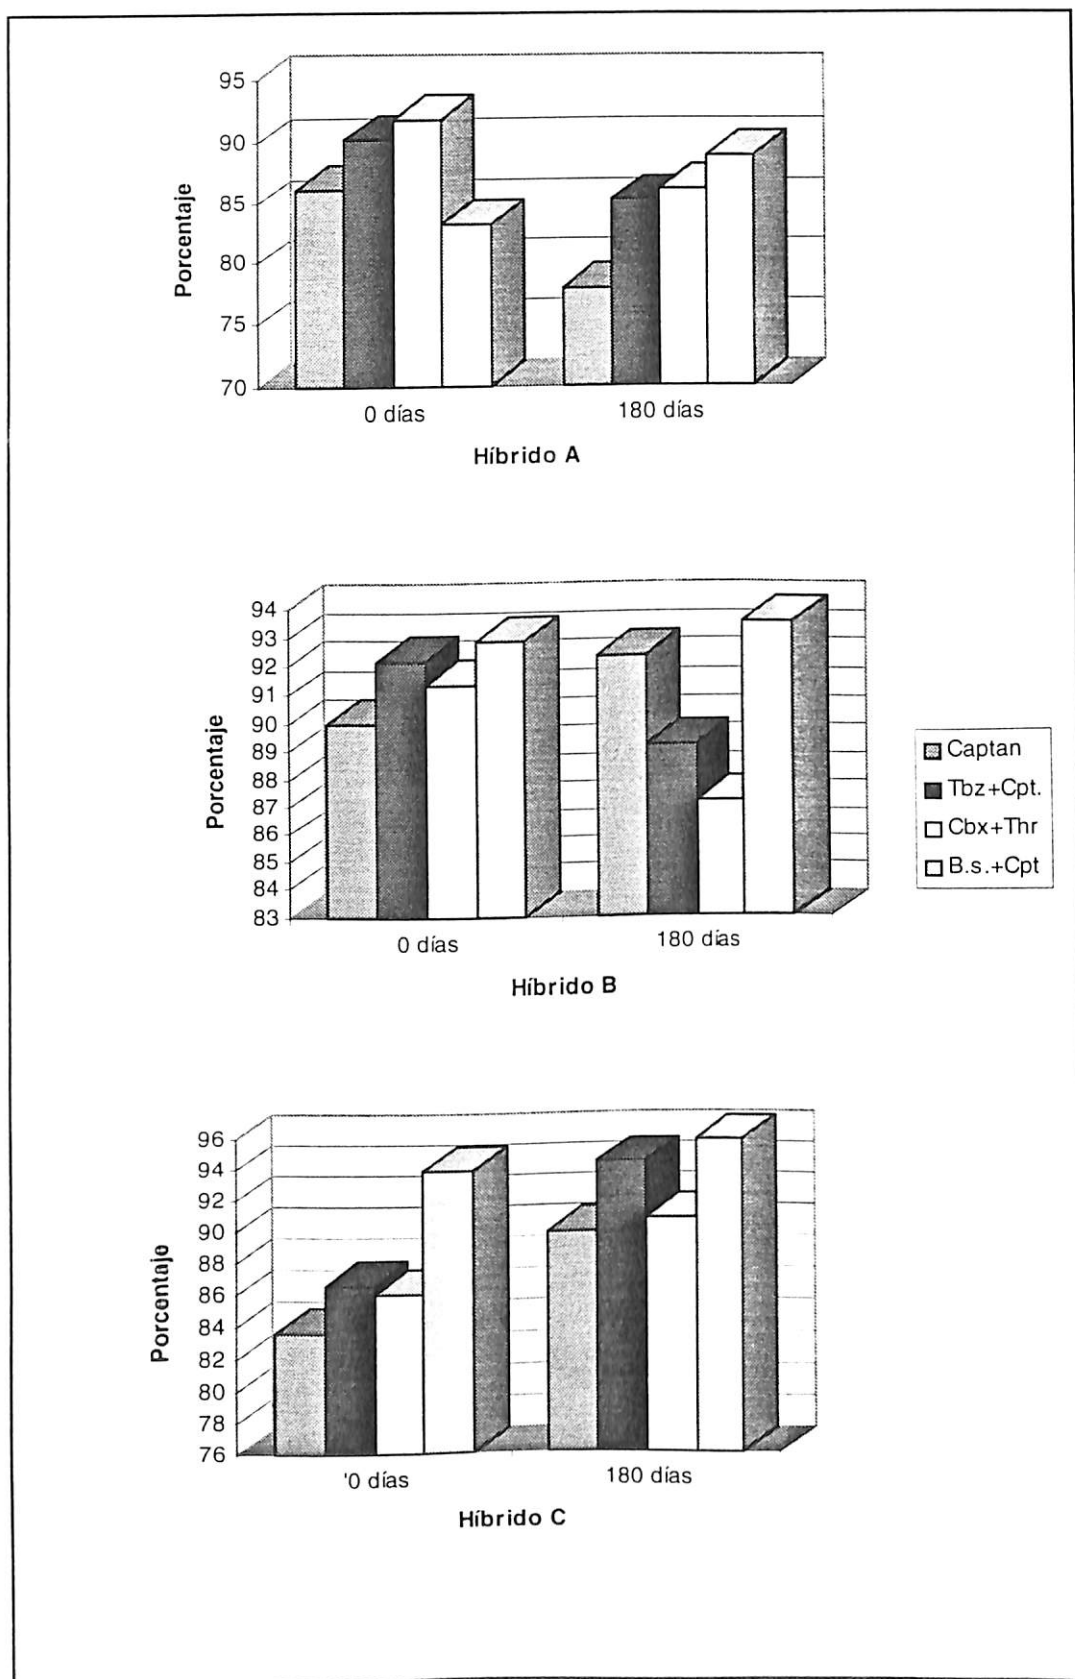 95
90
85
80
75
70
Porcentaje
0 días
180 días
Híbrido A
94
93
92
91
90
89
88
87
86
85
84
83
Porcentaje
0 días
180 días
Híbrido B
Captan
Tbz+Cpt.
Cbx+Thr
B.s.+Cpt
96
94
92
90
88
86
84
82
80
78
76
Porcentaje
'0 días
180 días
Híbrido C